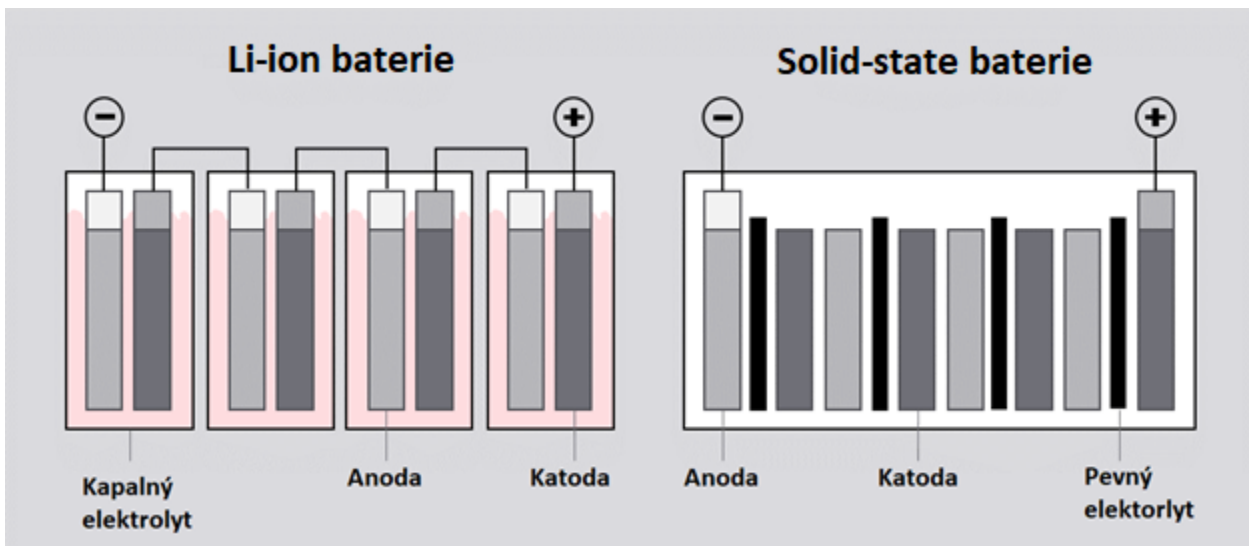 Li-ion baterie
Solid-state baterie
−
+
−
+
Kapalný
elektrolyt
Anoda
Katoda
Anoda
Katoda
Pevný
elektorlyt